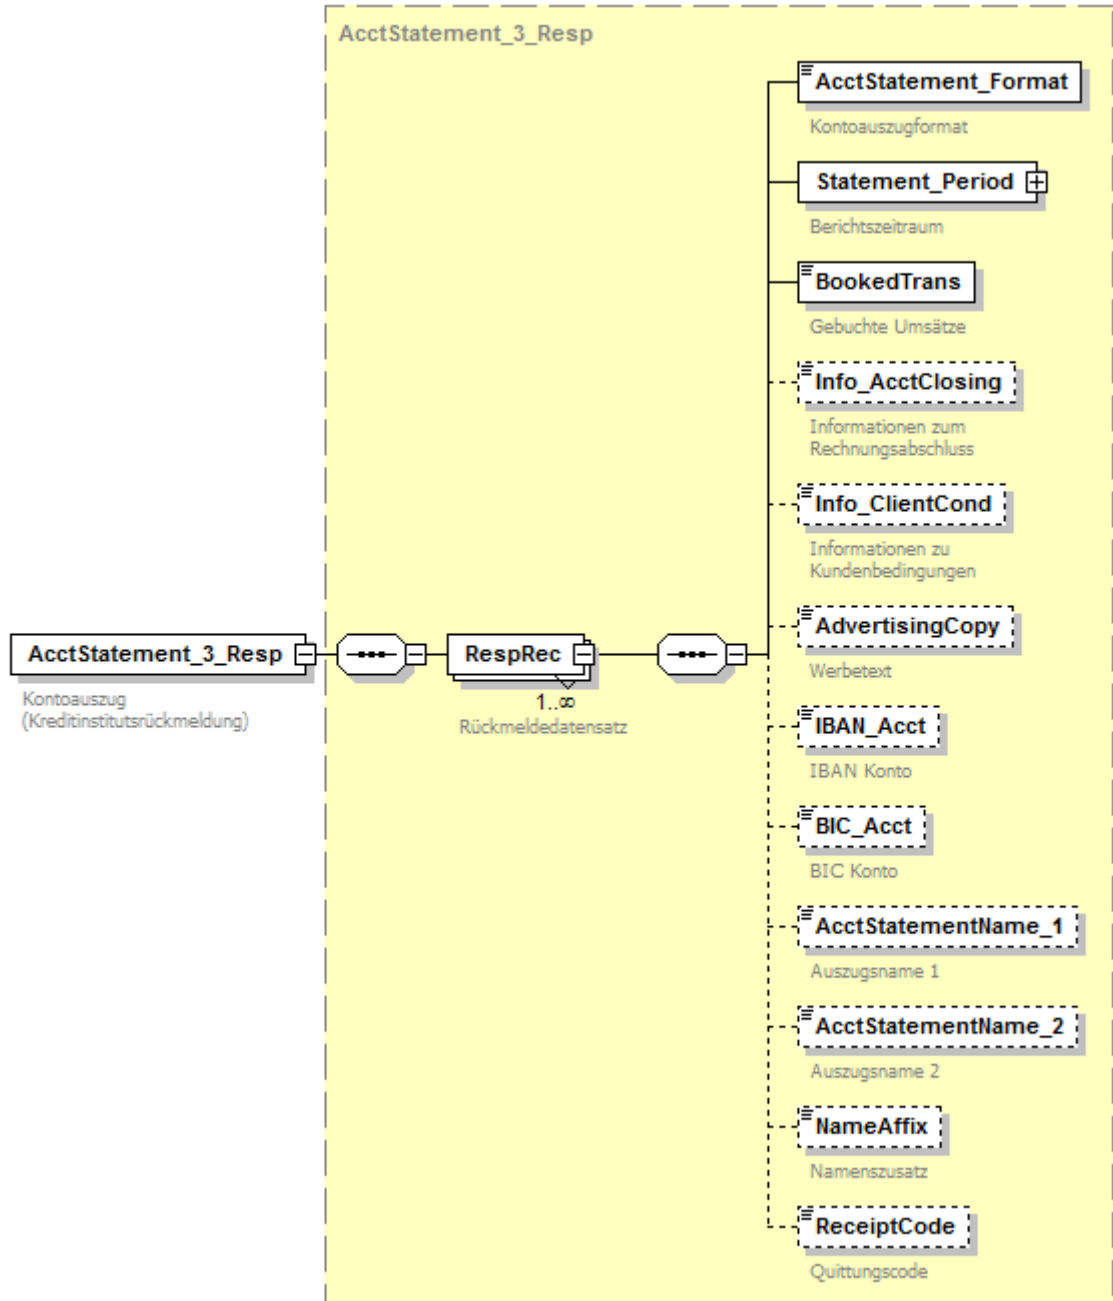 AcctStatement_3_Resp
AcctStatement_Format
Kontoauszugformat
Statement_Period
Berichtszeitraum
BookedTrans
Gebuchte Umsätze
Info_AcctClosing
Informationen zum
Rechnungsabschluss
Info_ClientCond
Informationen zu
Kundenbedingungen
AdvertisingCopy
Werbetext
AcctStatement_3_Resp
Kontoauszug
(Kreditinstitutsrückmeldung)
RespRec
1..∞
Rückmeldedatensatz
IBAN_Acct
IBAN Konto
BIC_Acct
BIC Konto
AcctStatementName_1
Auszugsname 1
AcctStatementName_2
Auszugsname 2
NameAffix
Namenszusatz
ReceiptCode
Quittungscode